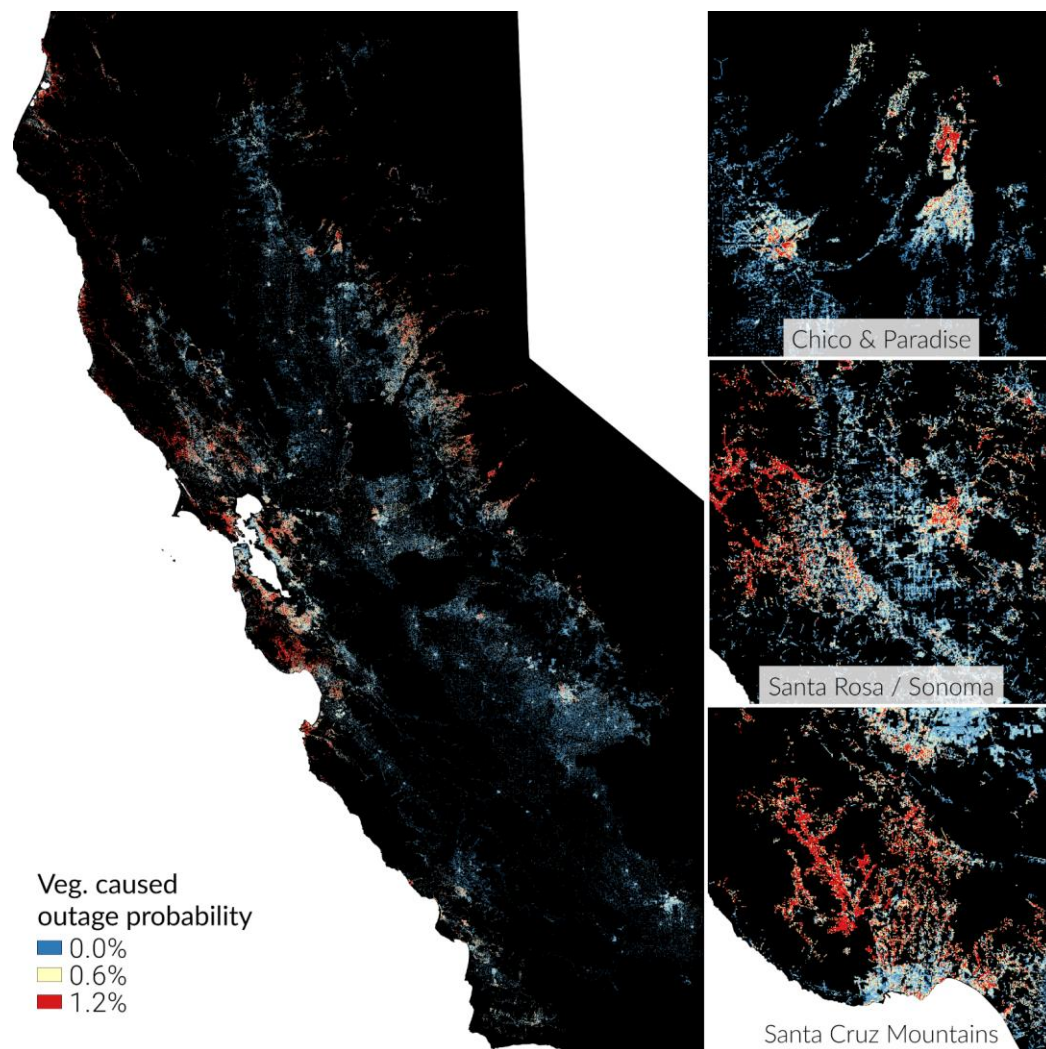 Chico & Paradise
Santa Rosa / Sonoma
Veg. caused
outage probability
0.0%
0.6%
1.2%
Santa Cruz Mountains